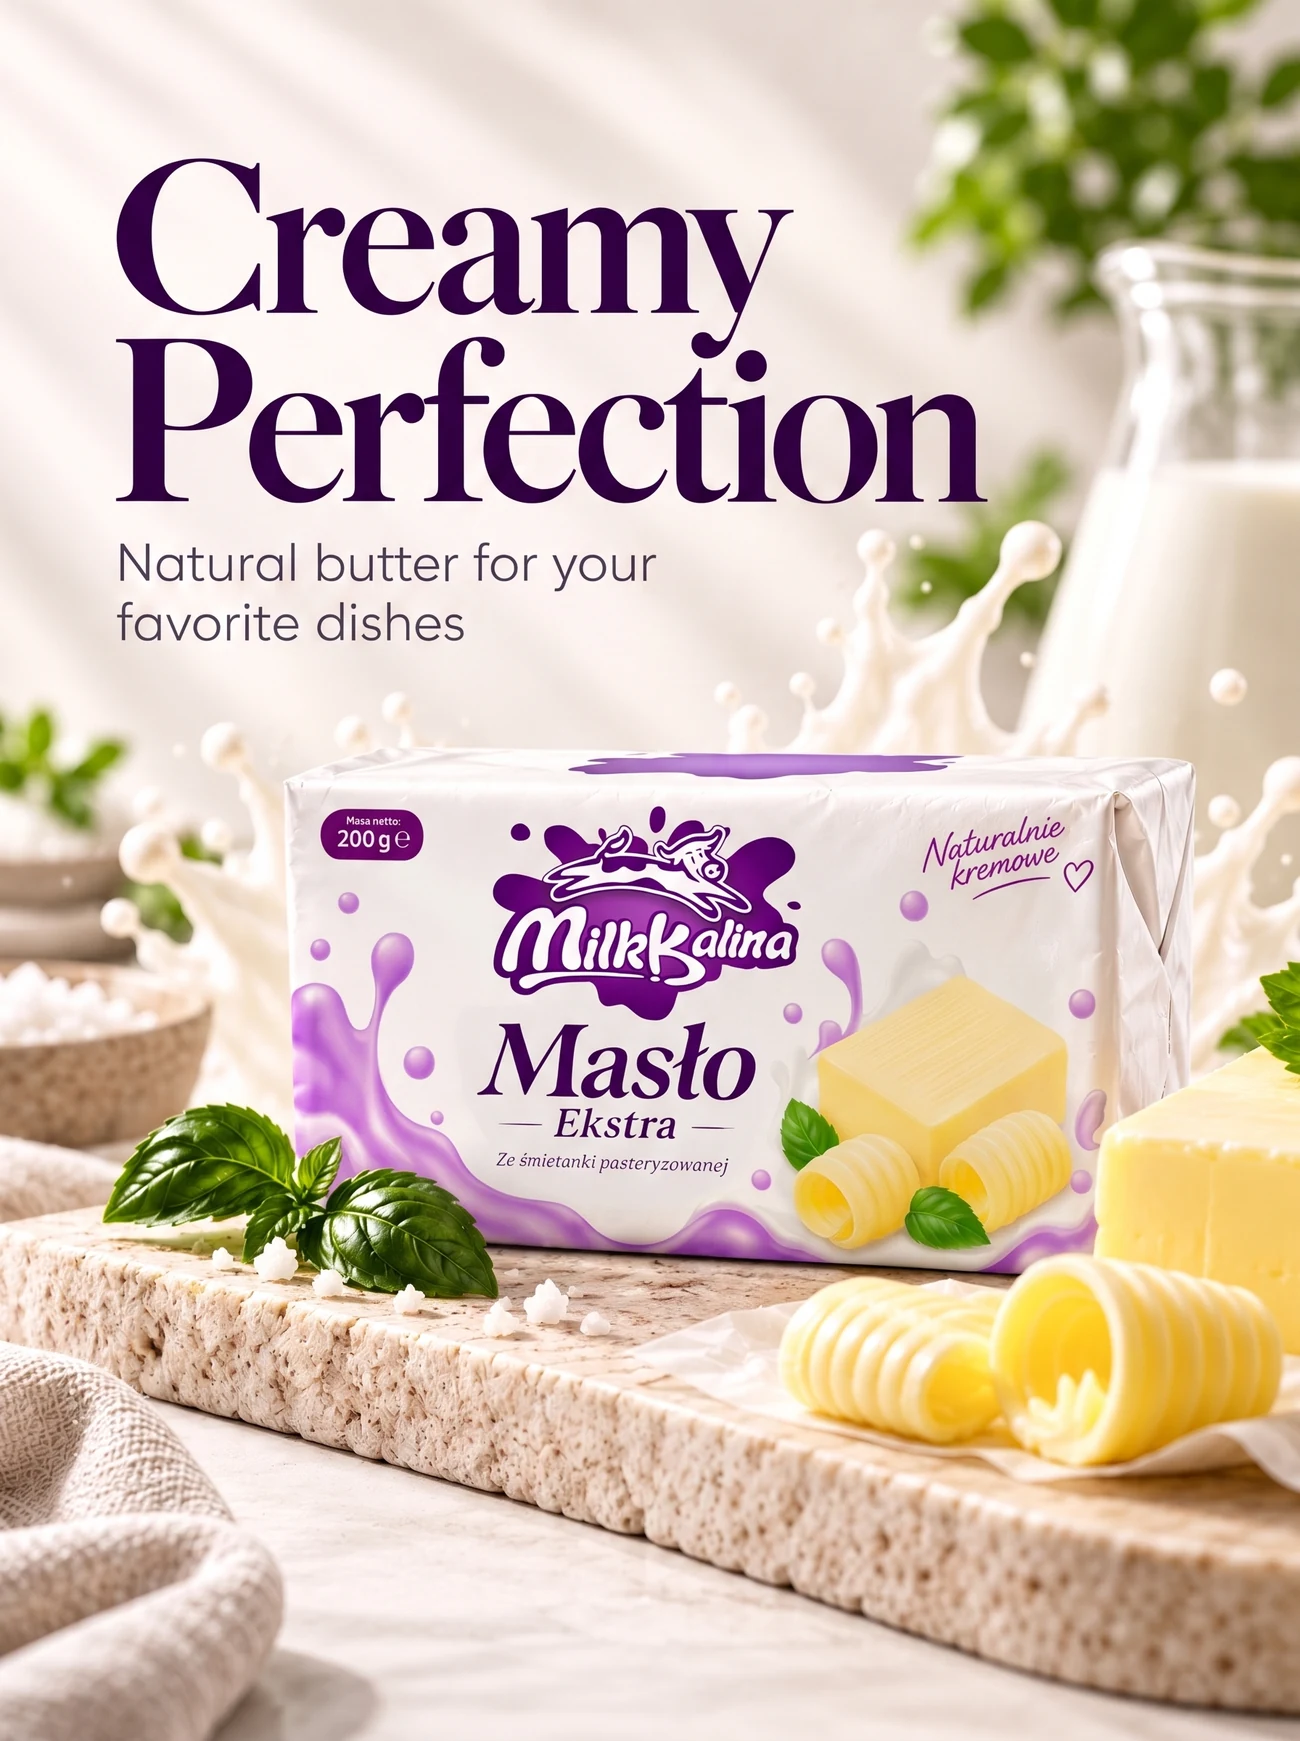 Creamy
Perfection
Natural butter for your
favorite dishes
Masa netto:
200 g ℮
MilkKalina
Naturalnie
kremowe
Masło
Ekstra
Ze śmietanki pasteryzowanej